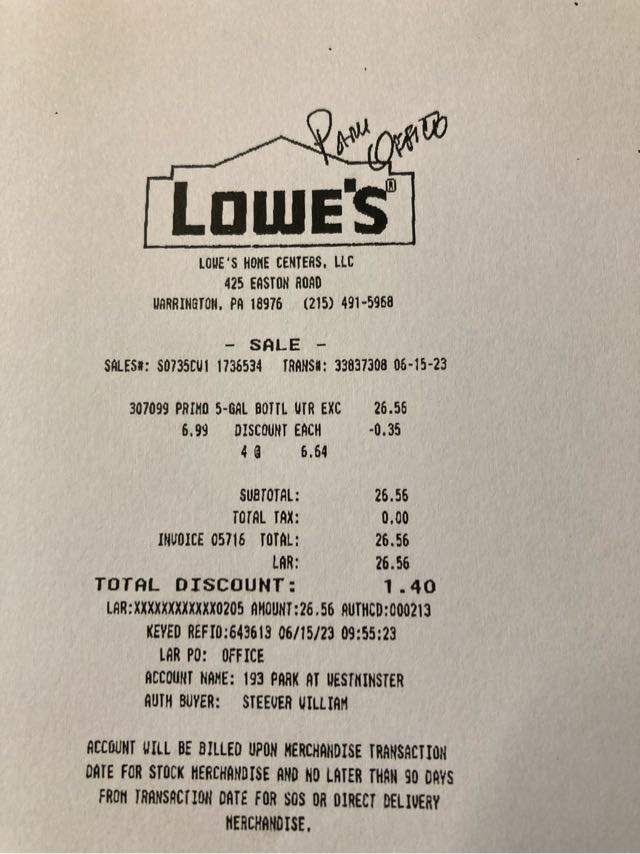 LOWE'S®
LOWE'S HOME CENTERS, LLC
425 EASTON ROAD
WARRINGTON, PA 18976 (215) 491-5968
- SALE -
SALES#: S0735CW1 1736534 TRANS#: 33837308 06-15-23
307099 PRIMO 5-GAL BOTTL WTR EXC 26.56
6.99 DISCOUNT EACH -0.35
4 @ 6.64
SUBTOTAL: 26.56
TOTAL TAX: 0.00
INVOICE 05716 TOTAL: 26.56
LAR: 26.56
TOTAL DISCOUNT: 1.40
LAR:XXXXXXXXXXXX0205 AMOUNT:26.56 AUTHCD:000213
KEYED REFID:643613 06/15/23 09:55:23
LAR PO: OFFICE
ACCOUNT NAME: 193 PARK AT WESTMINSTER
AUTH BUYER: STEEVER WILLIAM
ACCOUNT WILL BE BILLED UPON MERCHANDISE TRANSACTION
DATE FOR STOCK MERCHANDISE AND NO LATER THAN 90 DAYS
FROM TRANSACTION DATE FOR SOS OR DIRECT DELIVERY
MERCHANDISE.